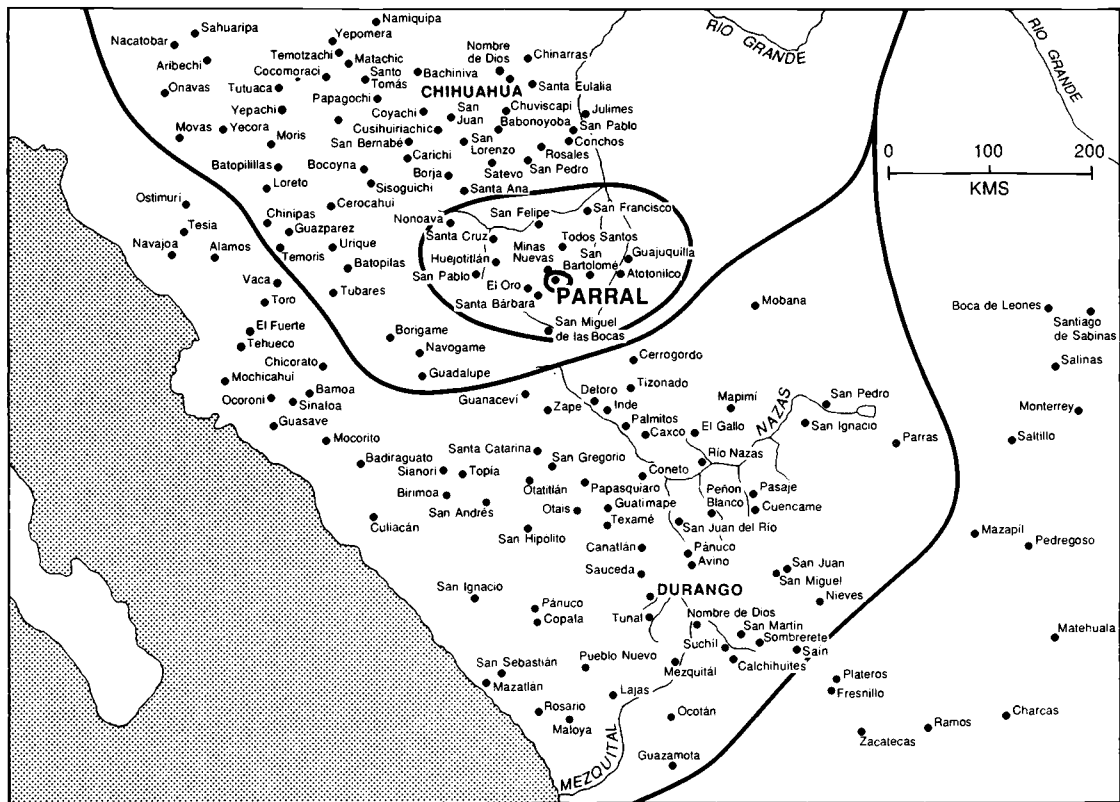 Namiquipa
Sahuaripa
Yepomera
Nacatobar
Temotzachi
Matachic
Nombre
de Dios
Chinarras
RIO GRANDE
RIO GRANDE
Aribechi
Cocomoraci
Santo
Tomás
Bachiniva
Santa Eulalia
Onavas
Tutuaca
CHIHUAHUA
Papagochi
Yepachi
Coyachi
San
Juan
Chuviscapi
Julimes
Babonoyoba
Movas
Yecora
Moris
Cusihuiriachic
San Bernabé
San
Lorenzo
San Pablo
Conchos
Rosales
Batopilillas
Bocoyna
Carichi
Satevo
San Pedro
0
100
200
KMS
Loreto
Borja
Sisoguichi
Santa Ana
Ostimuri
Cerocahui
Chinipas
Nonoava
San Felipe
San Francisco
Tesia
Guazparez
Santa Cruz
Todos Santos
Navajoa
Alamos
Temoris
Urique
Huejotitlán
Minas
Nuevas
San
Bartolomé
Guajuquilla
Batopilas
San Pablo
Atotonilco
Vaca
El Oro
PARRAL
Toro
Tubares
Santa Bárbara
Mobana
Boca de Leones
Santiago
de Sabinas
El Fuerte
Borigame
San Miguel
de las Bocas
Tehueco
Navogame
Chicorato
Cerrogordo
Salinas
Mochicahui
Guadalupe
Tizonado
Ocoroni
Bamoa
Guanaceví
Deloro
Sinaloa
Zape
Inde
Mapimí
NAZAS
San Pedro
Monterrey
Guasave
Palmitos
El Gallo
San Ignacio
Caxco
Mocorito
Parras
Saltillo
Badiraguato
Santa Catarina
San Gregorio
Río Nazas
Sianori
Topía
Coneto
Otatitlán
Papasquiaro
Peñon
Blanco
Pasaje
Birimoa
Guatimape
Cuencame
San Andrés
Otais
Texamé
Culiacán
San Hipolito
San Juan del Río
Mazapil
Canatlán
Pánuco
Pedregoso
Avino
Sauceda
San Juan
San Miguel
San Ignacio
DURANGO
Nieves
Pánuco
Copala
Tunal
Nombre de Dios
San Martin
Sombrerete
Matehuala
Suchil
Sain
San Sebastián
Pueblo Nuevo
Mezquitál
Calchihuites
Mazatlán
Plateros
Fresnillo
Lajas
Rosario
Ocotán
Charcas
Maloya
Ramos
Zacatecas
MEZQUITAL
Guazamota